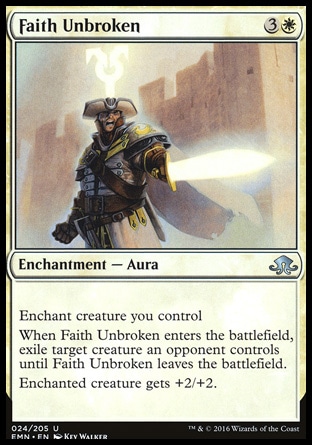 Faith Unbroken 3
Enchantment — Aura
Enchant creature you control
When Faith Unbroken enters the battlefield,
exile target creature an opponent controls
until Faith Unbroken leaves the battlefield.
Enchanted creature gets +2/+2.
024/205 U
EMN • EN Key Walker
™ & © 2016 Wizards of the Coast